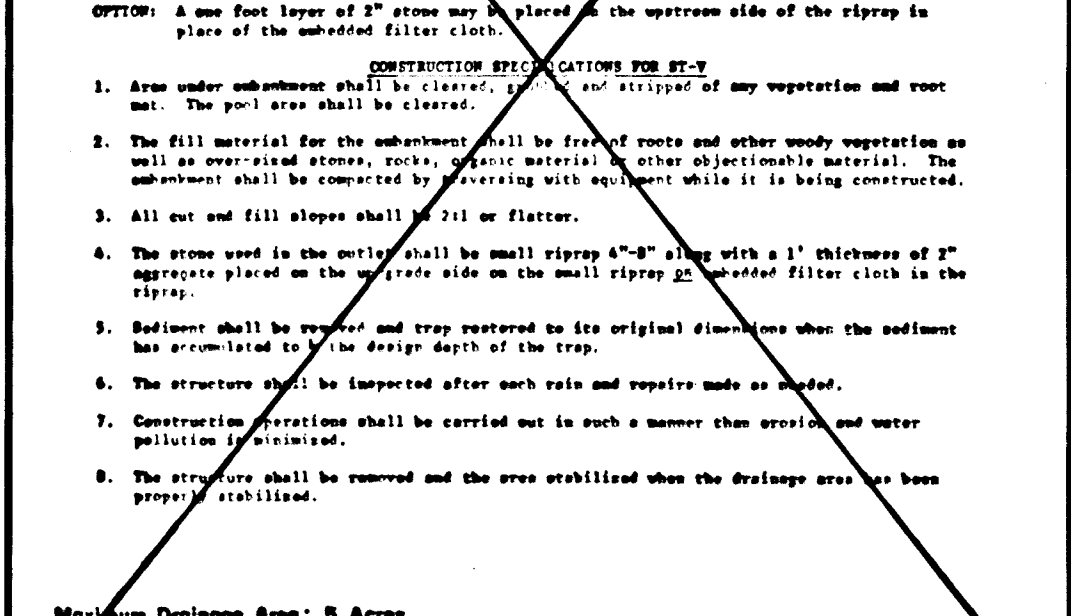 OPTION: A one foot layer of 2" stone may be placed on the upstream side of the riprap in
place of the embedded filter cloth.
CONSTRUCTION SPECIFICATIONS FOR ST-V
1. Area under embankment shall be cleared, grubbed and stripped of any vegetation and root
mat. The pool area shall be cleared.
2. The fill material for the embankment shall be free of roots and other woody vegetation as
well as over-sized stones, rocks, organic material or other objectionable material. The
embankment shall be compacted by traversing with equipment while it is being constructed.
3. All cut and fill slopes shall be 2:1 or flatter.
4. The stone used in the outlet shall be small riprap 4"-8" along with a 1' thickness of 2"
aggregate placed on the up-grade side on the small riprap or embedded filter cloth in the
riprap.
5. Sediment shall be removed and trap restored to its original dimensions when the sediment
has accumulated to the design depth of the trap.
6. The structure shall be inspected after each rain and repairs made as needed.
7. Construction operations shall be carried out in such a manner than erosion and water
pollution is minimized.
8. The structure shall be removed and the area stabilized when the drainage area has been
properly stabilized.
Maximum Drainage Area: 5 Acres